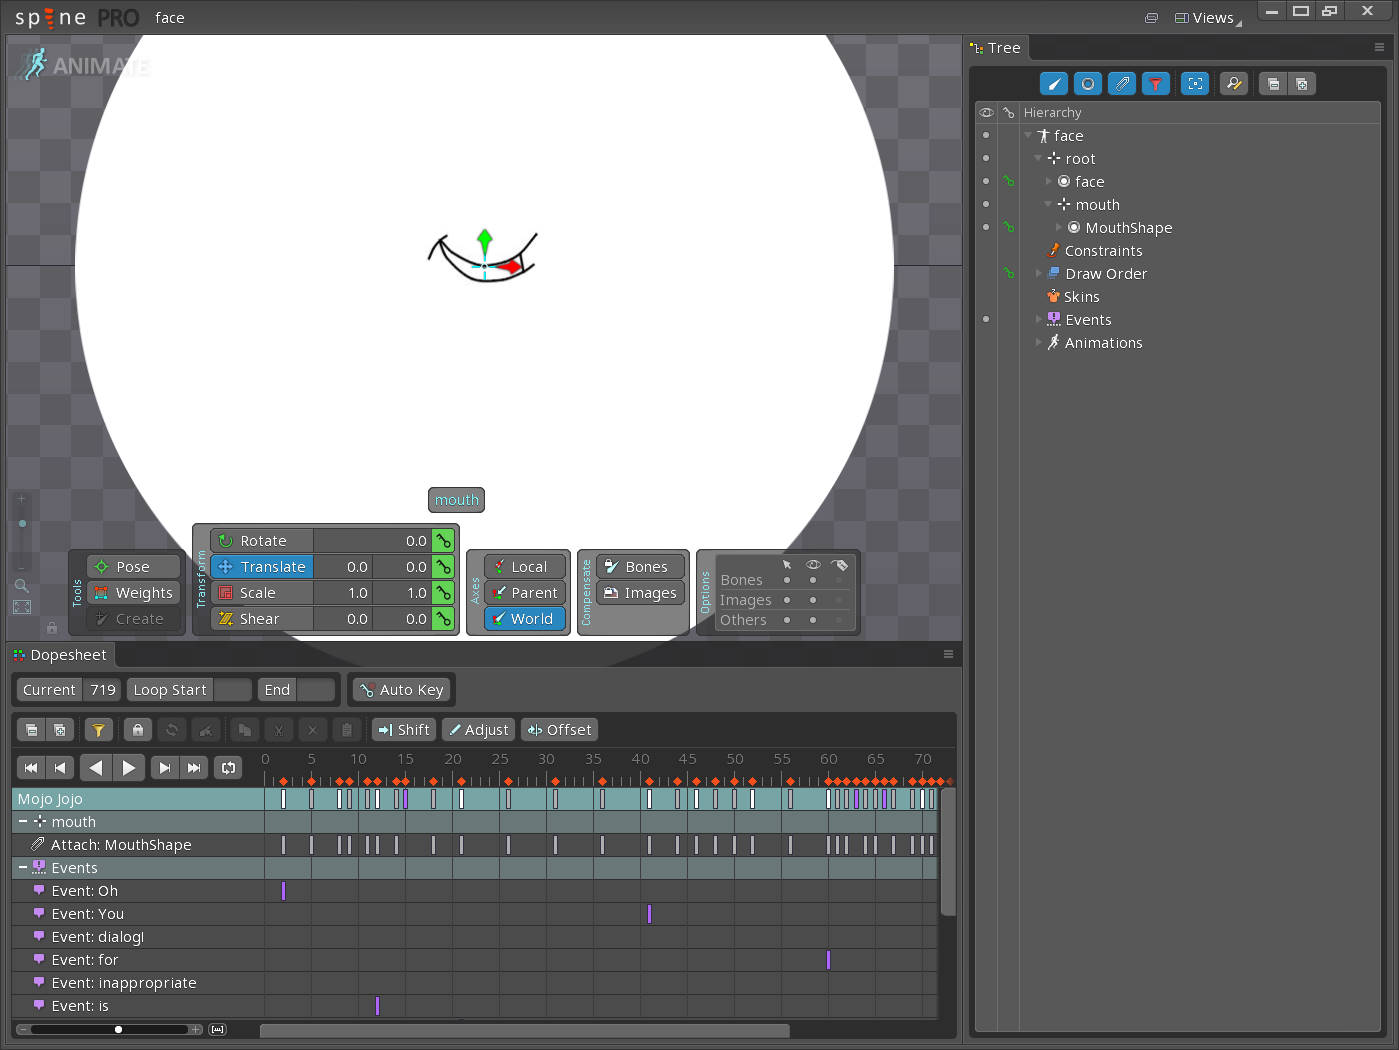 spine PRO face
Views
ANIMATE
Tree
Hierarchy
face
root
face
mouth
MouthShape
Constraints
Draw Order
Skins
Events
Animations
mouth
Tools
Pose
Weights
Create
Transform
Rotate 0.0
Translate 0.0 0.0
Scale 1.0 1.0
Shear 0.0 0.0
Axes
Local
Parent
World
Compensate
Bones
Images
Options
Bones
Images
Others
Dopesheet
Current 719 Loop Start End Auto Key
Shift Adjust Offset
0 5 10 15 20 25 30 35 40 45 50 55 60 65 70
Mojo Jojo
mouth
Attach: MouthShape
Events
Event: Oh
Event: You
Event: dialog!
Event: for
Event: inappropriate
Event: is